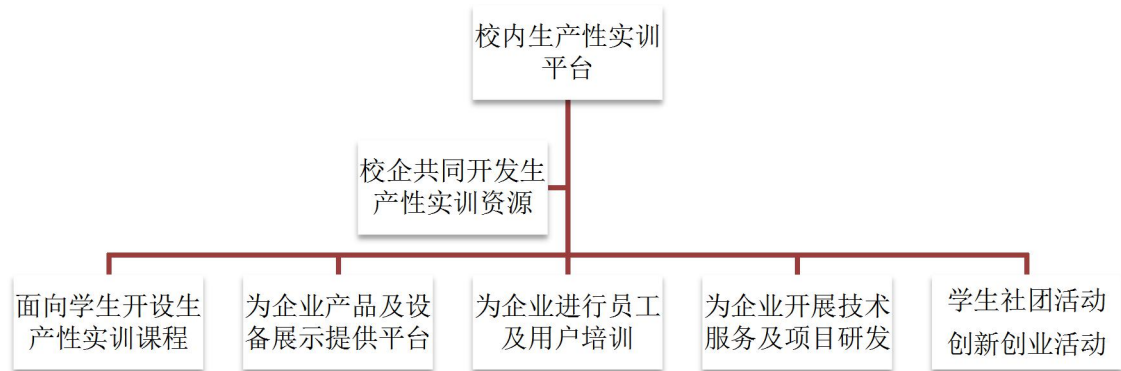 校内生产性实训
平台
校企共同开发生
产性实训资源
面向学生开设生
产性实训课程
为企业产品及设
备展示提供平台
为企业进行员工
及用户培训
为企业开展技术
服务及项目研发
学生社团活动
创新创业活动